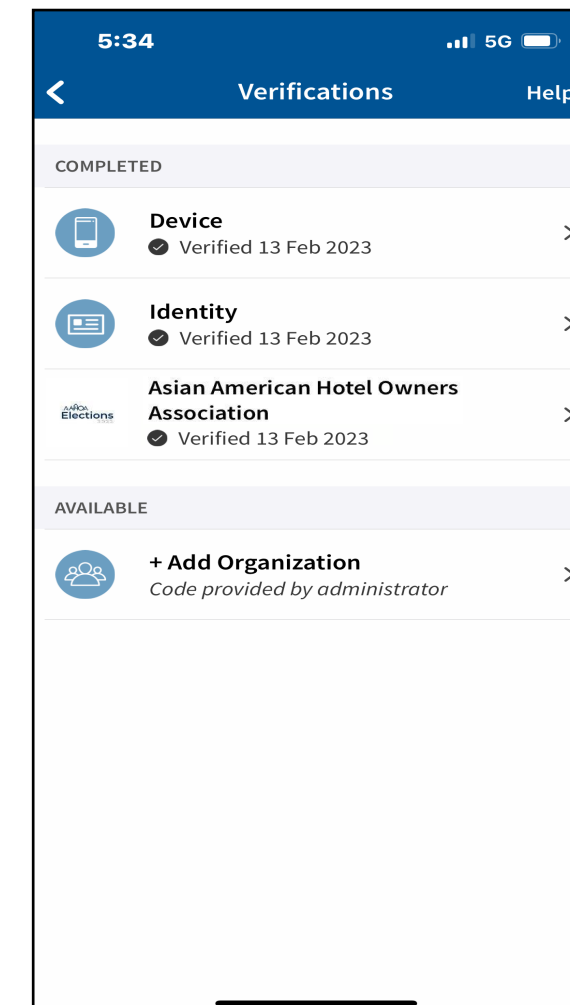 5:34
5G
Verifications
Help
COMPLETED
Device
Verified 13 Feb 2023
Identity
Verified 13 Feb 2023
AAHOA
Elections
Asian American Hotel Owners
Association
Verified 13 Feb 2023
AVAILABLE
+ Add Organization
Code provided by administrator